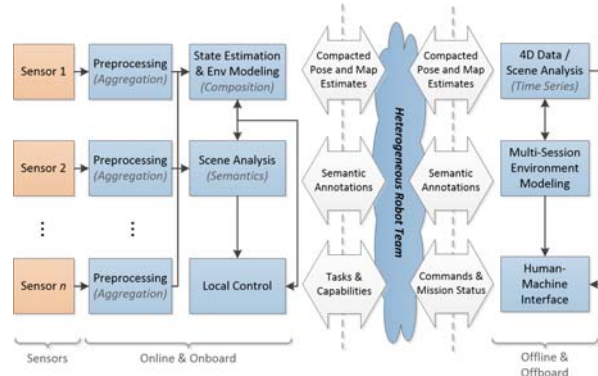 Sensor 1
Preprocessing
(Aggregation)
State Estimation
& Env Modeling
(Composition)
Compacted
Pose and Map
Estimates
Compacted
Pose and Map
Estimates
4D Data /
Scene Analysis
(Time Series)
Sensor 2
Preprocessing
(Aggregation)
Scene Analysis
(Semantics)
Semantic
Annotations
Heterogeneous Robot Team
Semantic
Annotations
Multi-Session
Environment
Modeling
...
...
Sensor n
Preprocessing
(Aggregation)
Local Control
Tasks &
Capabilities
Commands &
Mission Status
Human-
Machine
Interface
Sensors
Online & Onboard
Offline &
Offboard